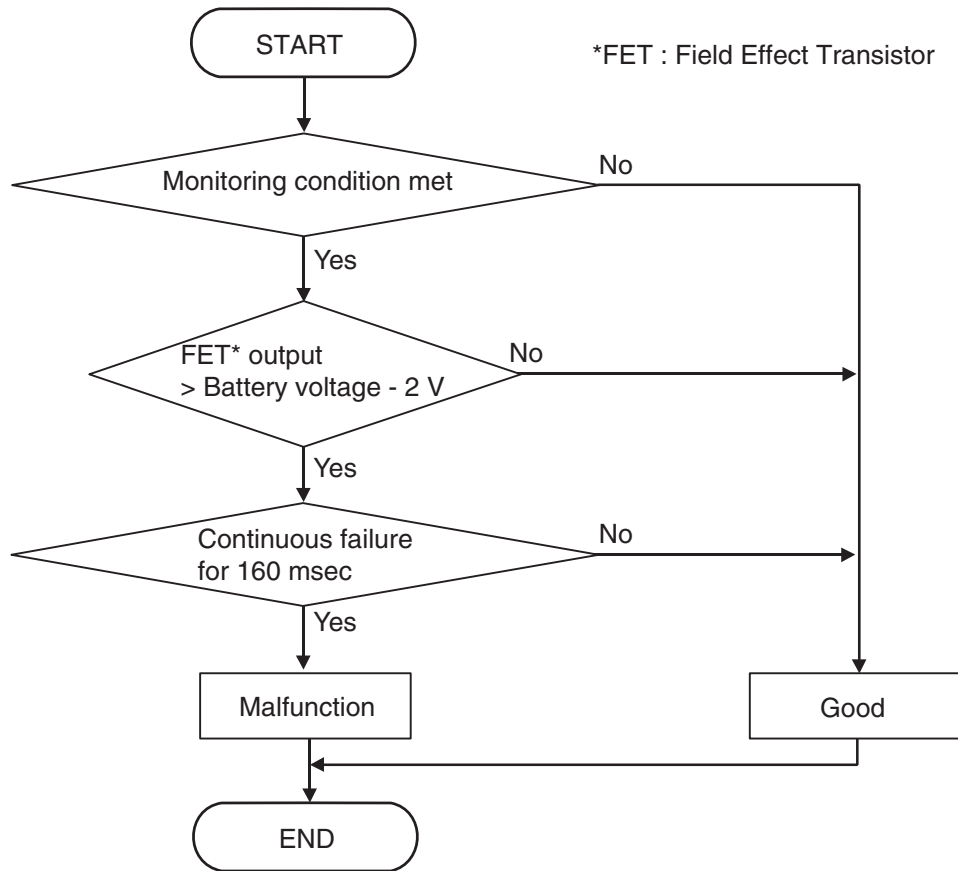 START
*FET : Field Effect Transistor
Monitoring condition met
No
Yes
FET* output
> Battery voltage - 2 V
No
Yes
Continuous failure
for 160 msec
No
Yes
Malfunction
Good
END